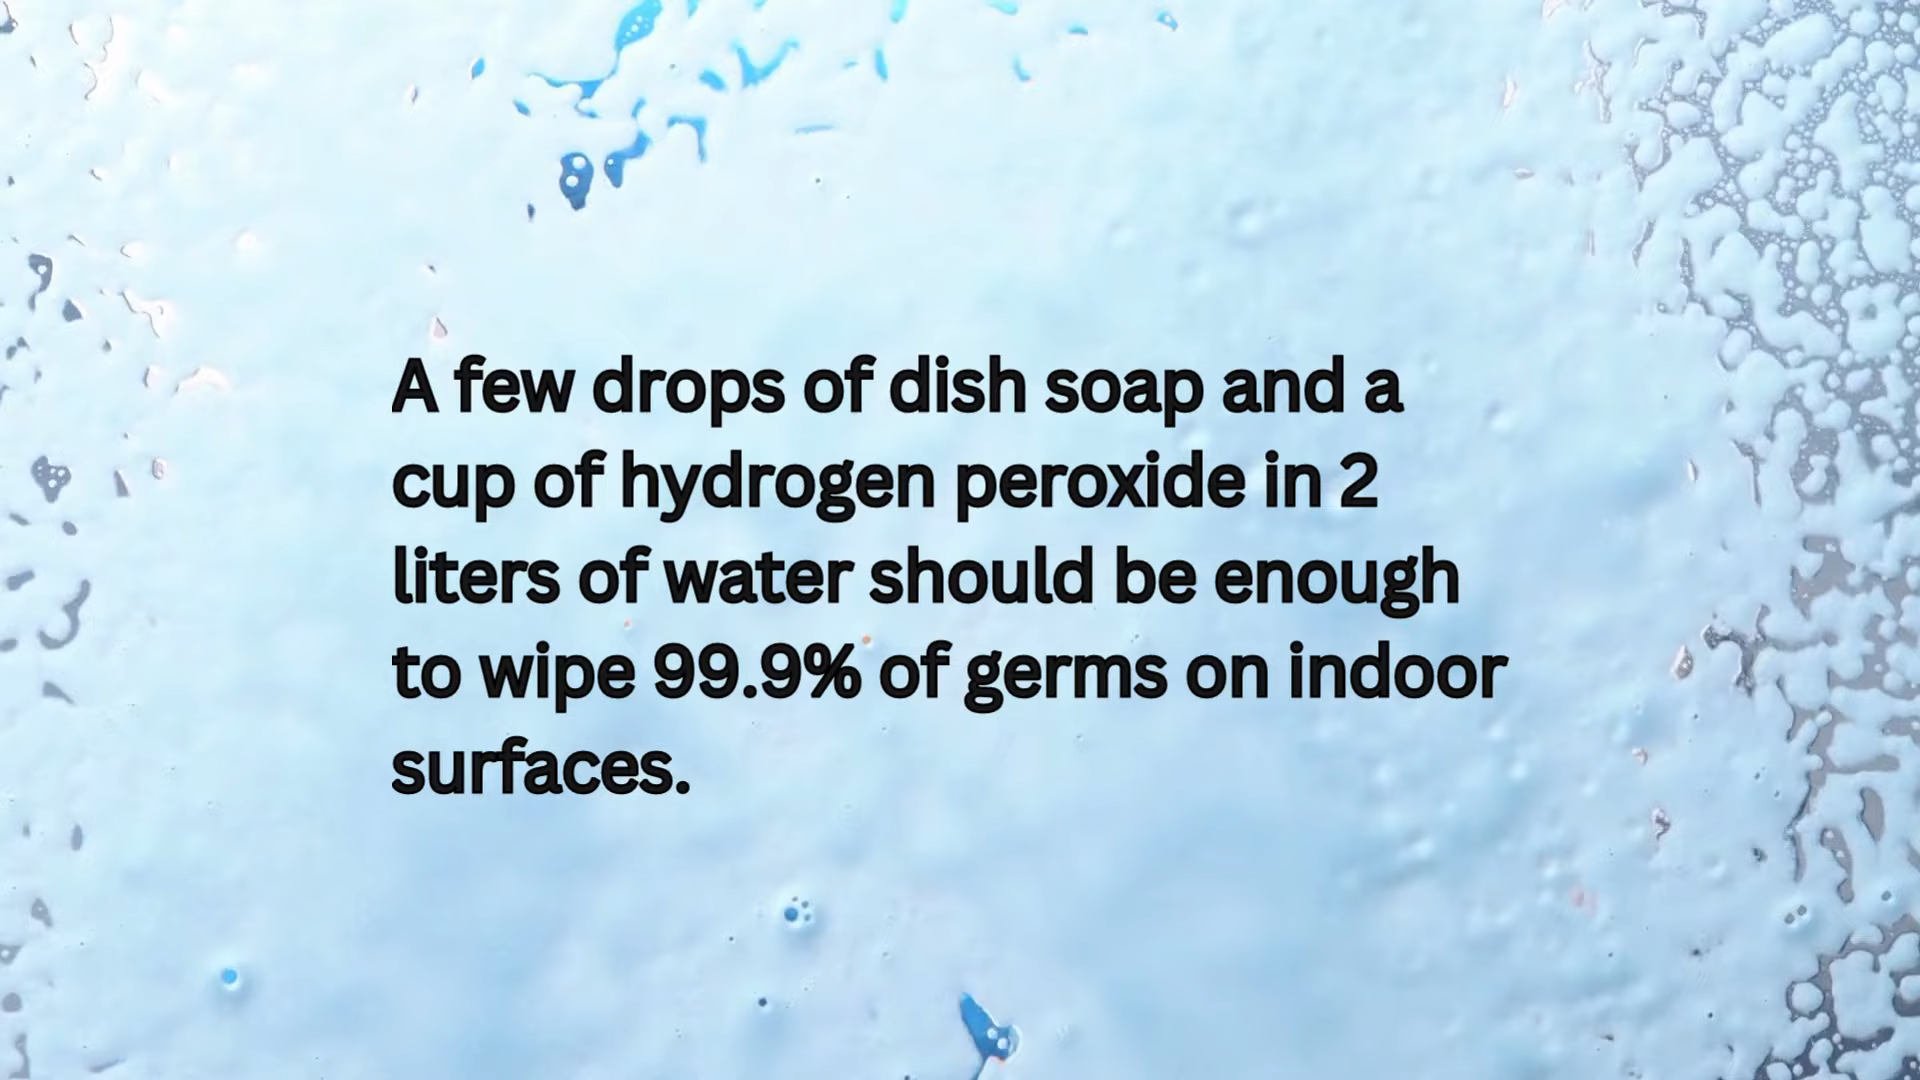 A few drops of dish soap and a
cup of hydrogen peroxide in 2
liters of water should be enough
to wipe 99.9% of germs on indoor
surfaces.